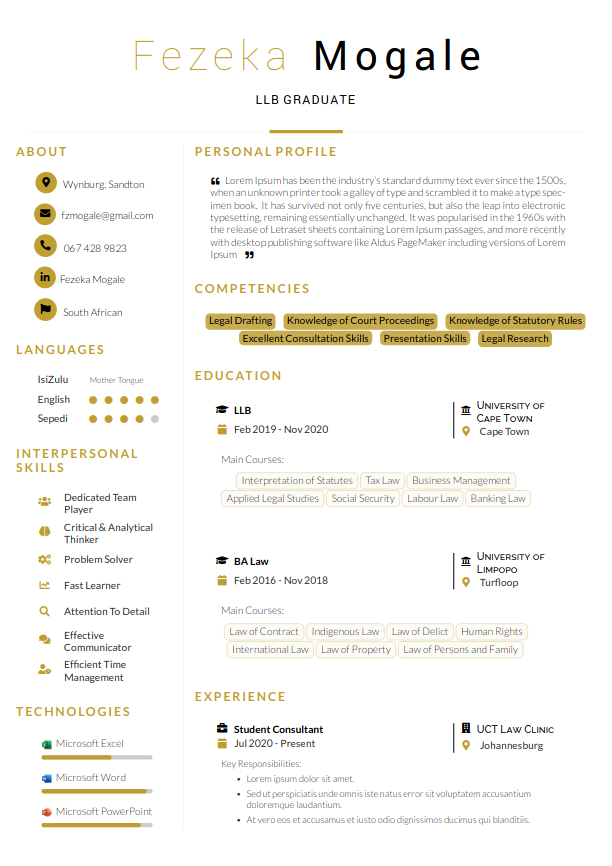 Fezeka Mogale
LLB GRADUATE
ABOUT
Wynburg, Sandton
fzmogale@gmail.com
067 428 9823
in
Fezeka Mogale
South African
LANGUAGES
IsiZulu Mother Tongue
English
Sepedi
INTERPERSONAL
SKILLS
Dedicated Team
Player
Critical & Analytical
Thinker
Problem Solver
Fast Learner
Attention To Detail
Effective
Communicator
Efficient Time
Management
TECHNOLOGIES
Microsoft Excel
Microsoft Word
Microsoft PowerPoint
PERSONAL PROFILE
“ Lorem Ipsum has been the industry's standard dummy text ever since the 1500s,
when an unknown printer took a galley of type and scrambled it to make a type spec-
imen book. It has survived not only five centuries, but also the leap into electronic
typesetting, remaining essentially unchanged. It was popularised in the 1960s with
the release of Letraset sheets containing Lorem Ipsum passages, and more recently
with desktop publishing software like Aldus PageMaker including versions of Lorem
Ipsum ”
COMPETENCIES
Legal Drafting Knowledge of Court Proceedings Knowledge of Statutory Rules
Excellent Consultation Skills Presentation Skills Legal Research
EDUCATION
LLB
Feb 2019 - Nov 2020
University of
Cape Town
Cape Town
Main Courses:
Interpretation of Statutes Tax Law Business Management
Applied Legal Studies Social Security Labour Law Banking Law
BA Law
Feb 2016 - Nov 2018
University of
Limpopo
Turfloop
Main Courses:
Law of Contract Indigenous Law Law of Delict Human Rights
International Law Law of Property Law of Persons and Family
EXPERIENCE
Student Consultant
Jul 2020 - Present
UCT Law Clinic
Johannesburg
Key Responsibilities:
• Lorem ipsum dolor sit amet.
• Sed ut perspiciatis unde omnis iste natus error sit voluptatem accusantium
doloremque laudantium.
• At vero eos et accusamus et iusto odio dignissimos ducimus qui blanditiis.